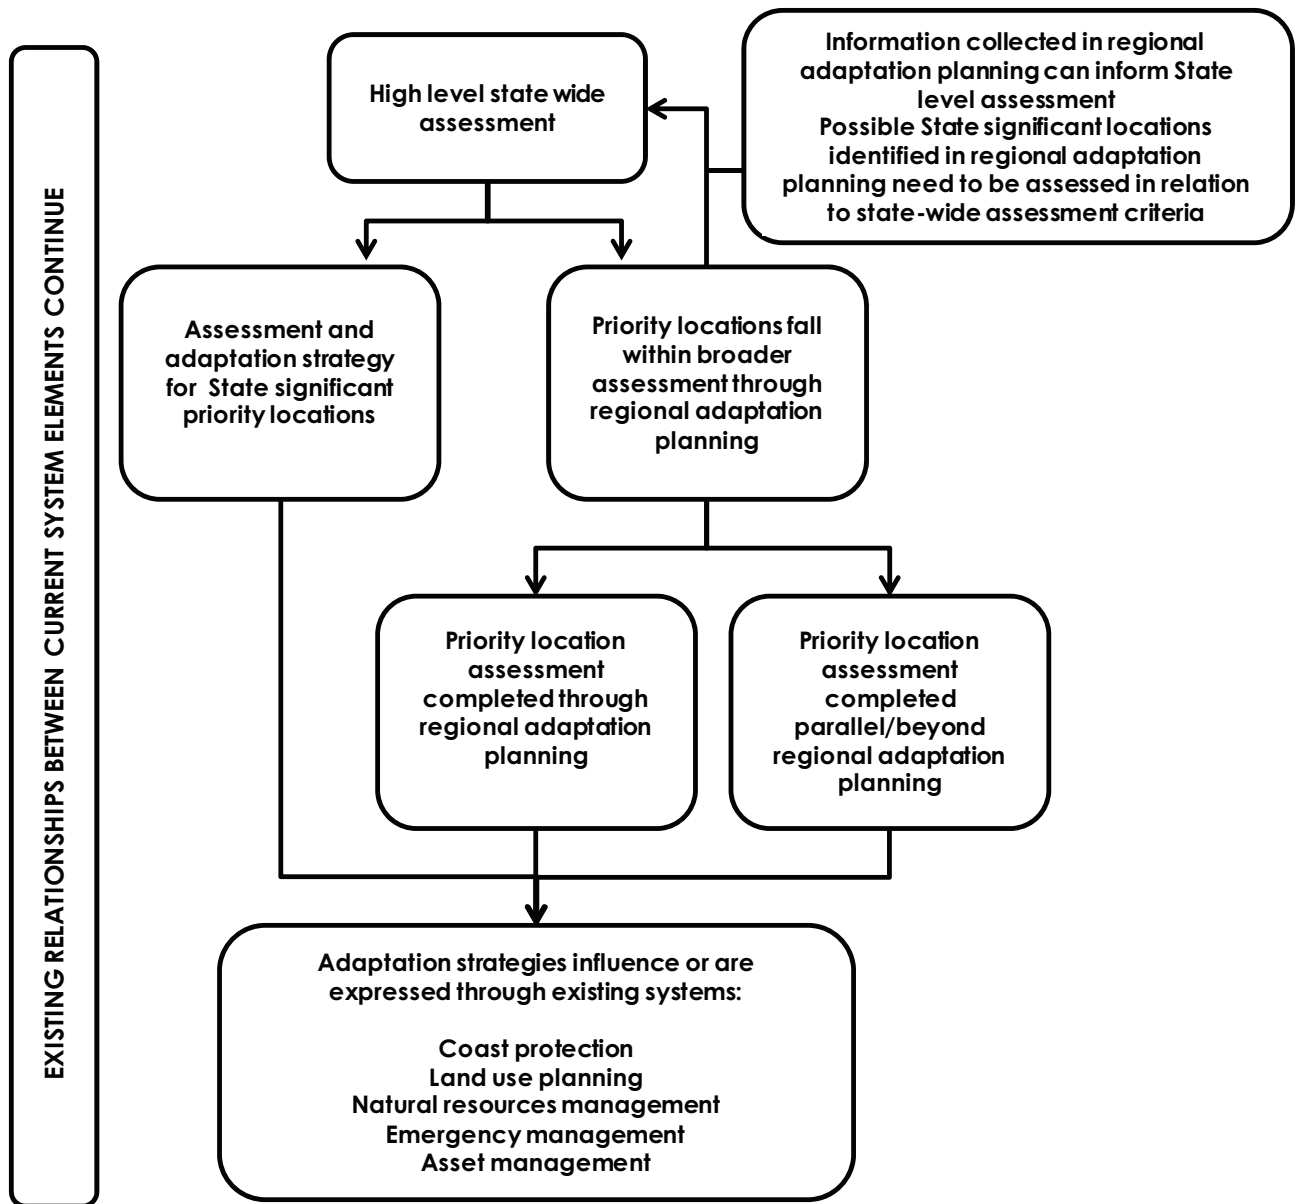 EXISTING RELATIONSHIPS BETWEEN CURRENT SYSTEM ELEMENTS CONTINUE
High level state wide
assessment
Information collected in regional
adaptation planning can inform State
level assessment
Possible State significant locations
identified in regional adaptation
planning need to be assessed in relation
to state-wide assessment criteria
Assessment and
adaptation strategy
for State significant
priority locations
Priority locations fall
within broader
assessment through
regional adaptation
planning
Priority location
assessment
completed through
regional adaptation
planning
Priority location
assessment
completed
parallel/beyond
regional adaptation
planning
Adaptation strategies influence or are
expressed through existing systems:
Coast protection
Land use planning
Natural resources management
Emergency management
Asset management